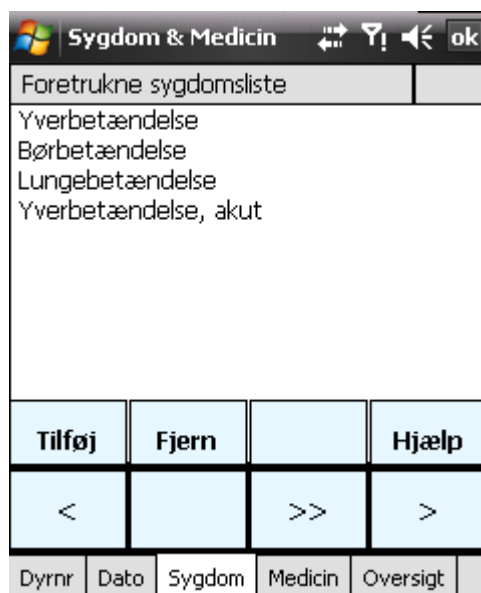 Sygdom & Medicin ok
Foretrukne sygdomsliste
Yverbetændelse
Børbetændelse
Lungebetændelse
Yverbetændelse, akut
Tilføj Fjern Hjælp
< >> >
Dyrnr Dato Sygdom Medicin Oversigt